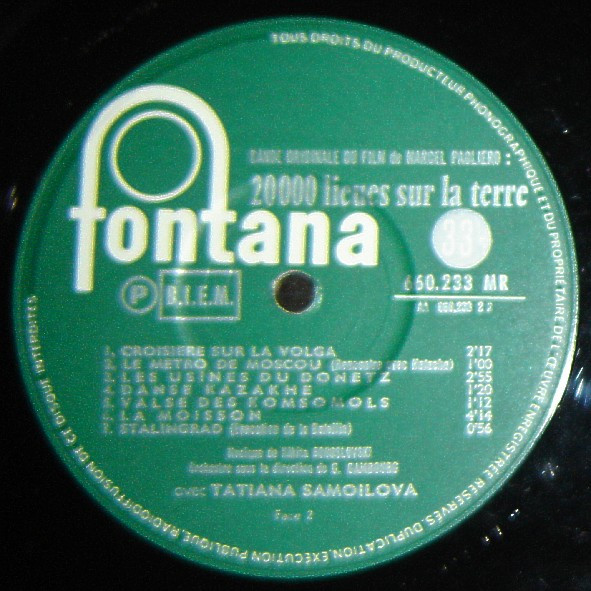 TOUS DROITS DU PRODUCTEUR PHONOGRAPHIQUE ET DU PROPRIÉTAIRE DE L'ŒUVRE ENREGISTRÉE RÉSERVÉS DUPLICATION, EXÉCUTION PUBLIQUE, RADIODIFFUSION DE CE DISQUE INTERDITES
fontana
BANDE ORIGINALE DU FILM de MARCEL PAGLIERO :
20000 lieues sur la terre
33
660.233 MR
P B.I.E.M.
AA 660.233 2
1. CROISIERE SUR LA VOLGA 2'17
2. LE METRO DE MOSCOU (Rencontre avec Natacha) 1'00
3. LES USINES DU DONETZ 2'55
4. DANSE KAZAKHE 1'20
5. VALSE DES KOMSOMOLS 1'12
6. LA MOISSON 4'14
7. STALINGRAD (Evocation de la Bataille) 0'56
Musique de Nikita BOGOSLOVSKI
Orchestre sous la direction de G. GAMBOURG
avec TATIANA SAMOILOVA
Face 2